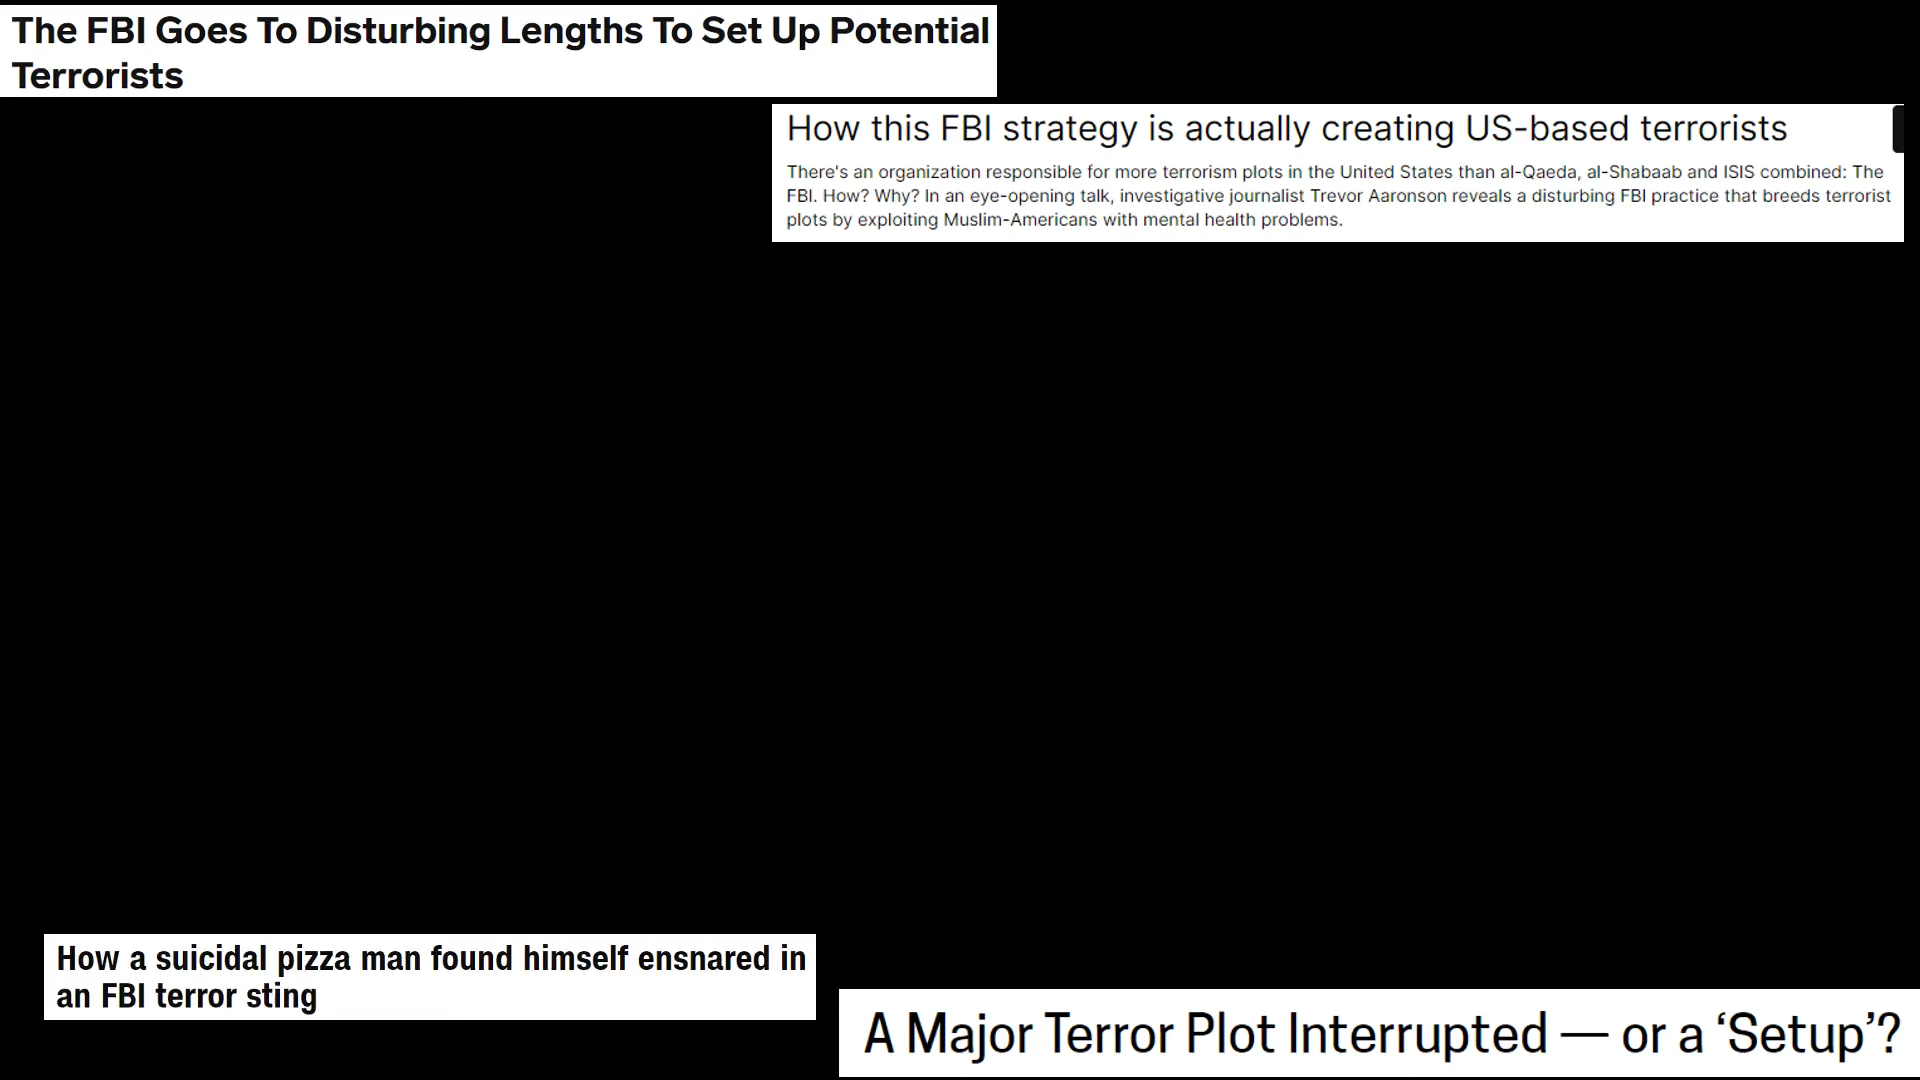 The FBI Goes To Disturbing Lengths To Set Up Potential
Terrorists
How this FBI strategy is actually creating US-based terrorists
There's an organization responsible for more terrorism plots in the United States than al-Qaeda, al-Shabaab and ISIS combined: The
FBI. How? Why? In an eye-opening talk, investigative journalist Trevor Aaronson reveals a disturbing FBI practice that breeds terrorist
plots by exploiting Muslim-Americans with mental health problems.
How a suicidal pizza man found himself ensnared in
an FBI terror sting
A Major Terror Plot Interrupted — or a ‘Setup’?